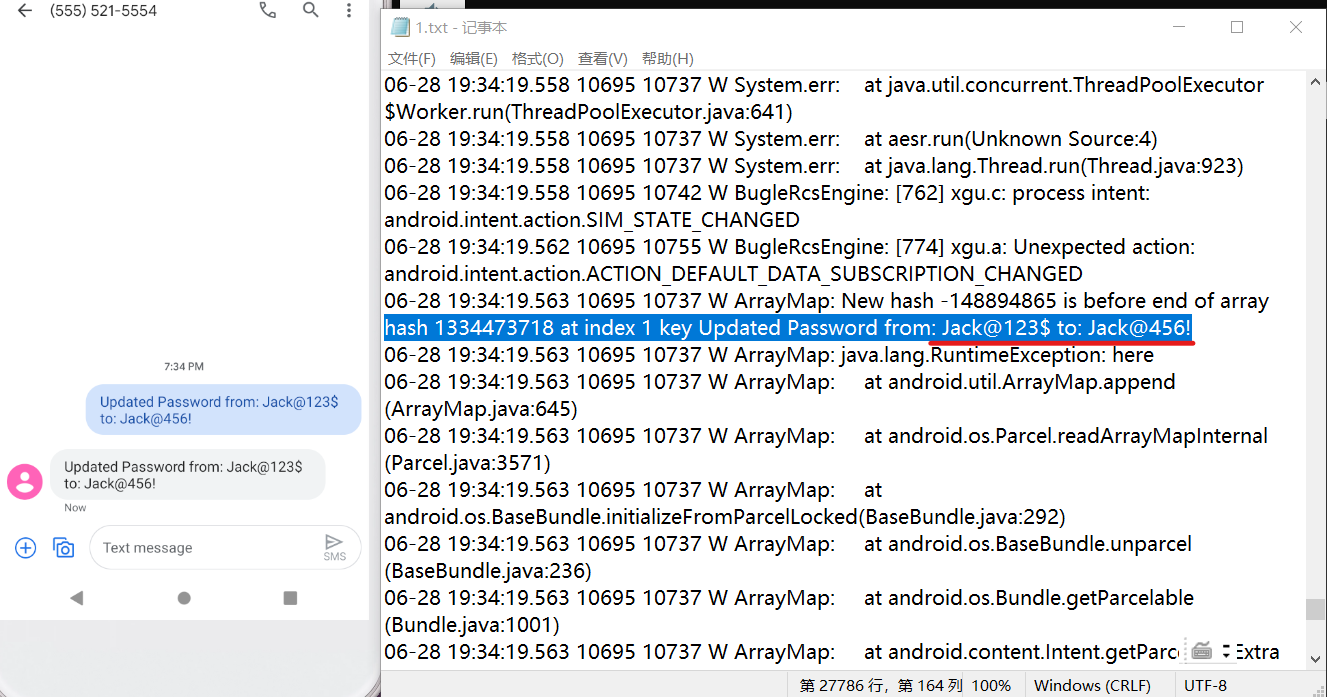 (555) 521-5554
7:34 PM
Updated Password from: Jack@123$
to: Jack@456!
Updated Password from: Jack@123$
to: Jack@456!
Now
Text message
SMS
1.txt - 记事本
文件(F) 编辑(E) 格式(O) 查看(V) 帮助(H)
06-28 19:34:19.558 10695 10737 W System.err: at java.util.concurrent.ThreadPoolExecutor
$Worker.run(ThreadPoolExecutor.java:641)
06-28 19:34:19.558 10695 10737 W System.err: at aesr.run(Unknown Source:4)
06-28 19:34:19.558 10695 10737 W System.err: at java.lang.Thread.run(Thread.java:923)
06-28 19:34:19.558 10695 10742 W BugleRcsEngine: [762] xgu.c: process intent:
android.intent.action.SIM_STATE_CHANGED
06-28 19:34:19.562 10695 10755 W BugleRcsEngine: [774] xgu.a: Unexpected action:
android.intent.action.ACTION_DEFAULT_DATA_SUBSCRIPTION_CHANGED
06-28 19:34:19.563 10695 10737 W ArrayMap: New hash -148894865 is before end of array
hash 1334473718 at index 1 key Updated Password from: Jack@123$ to: Jack@456!
06-28 19:34:19.563 10695 10737 W ArrayMap: java.lang.RuntimeException: here
06-28 19:34:19.563 10695 10737 W ArrayMap: at android.util.ArrayMap.append
(ArrayMap.java:645)
06-28 19:34:19.563 10695 10737 W ArrayMap: at android.os.Parcel.readArrayMapInternal
(Parcel.java:3571)
06-28 19:34:19.563 10695 10737 W ArrayMap: at
android.os.BaseBundle.initializeFromParcelLocked(BaseBundle.java:292)
06-28 19:34:19.563 10695 10737 W ArrayMap: at android.os.BaseBundle.unparcel
(BaseBundle.java:236)
06-28 19:34:19.563 10695 10737 W ArrayMap: at android.os.Bundle.getParcelable
(Bundle.java:1001)
06-28 19:34:19.563 10695 10737 W ArrayMap: at android.content.Intent.getParc Extra
第 27786 行，第 164 列 100% Windows (CRLF) UTF-8